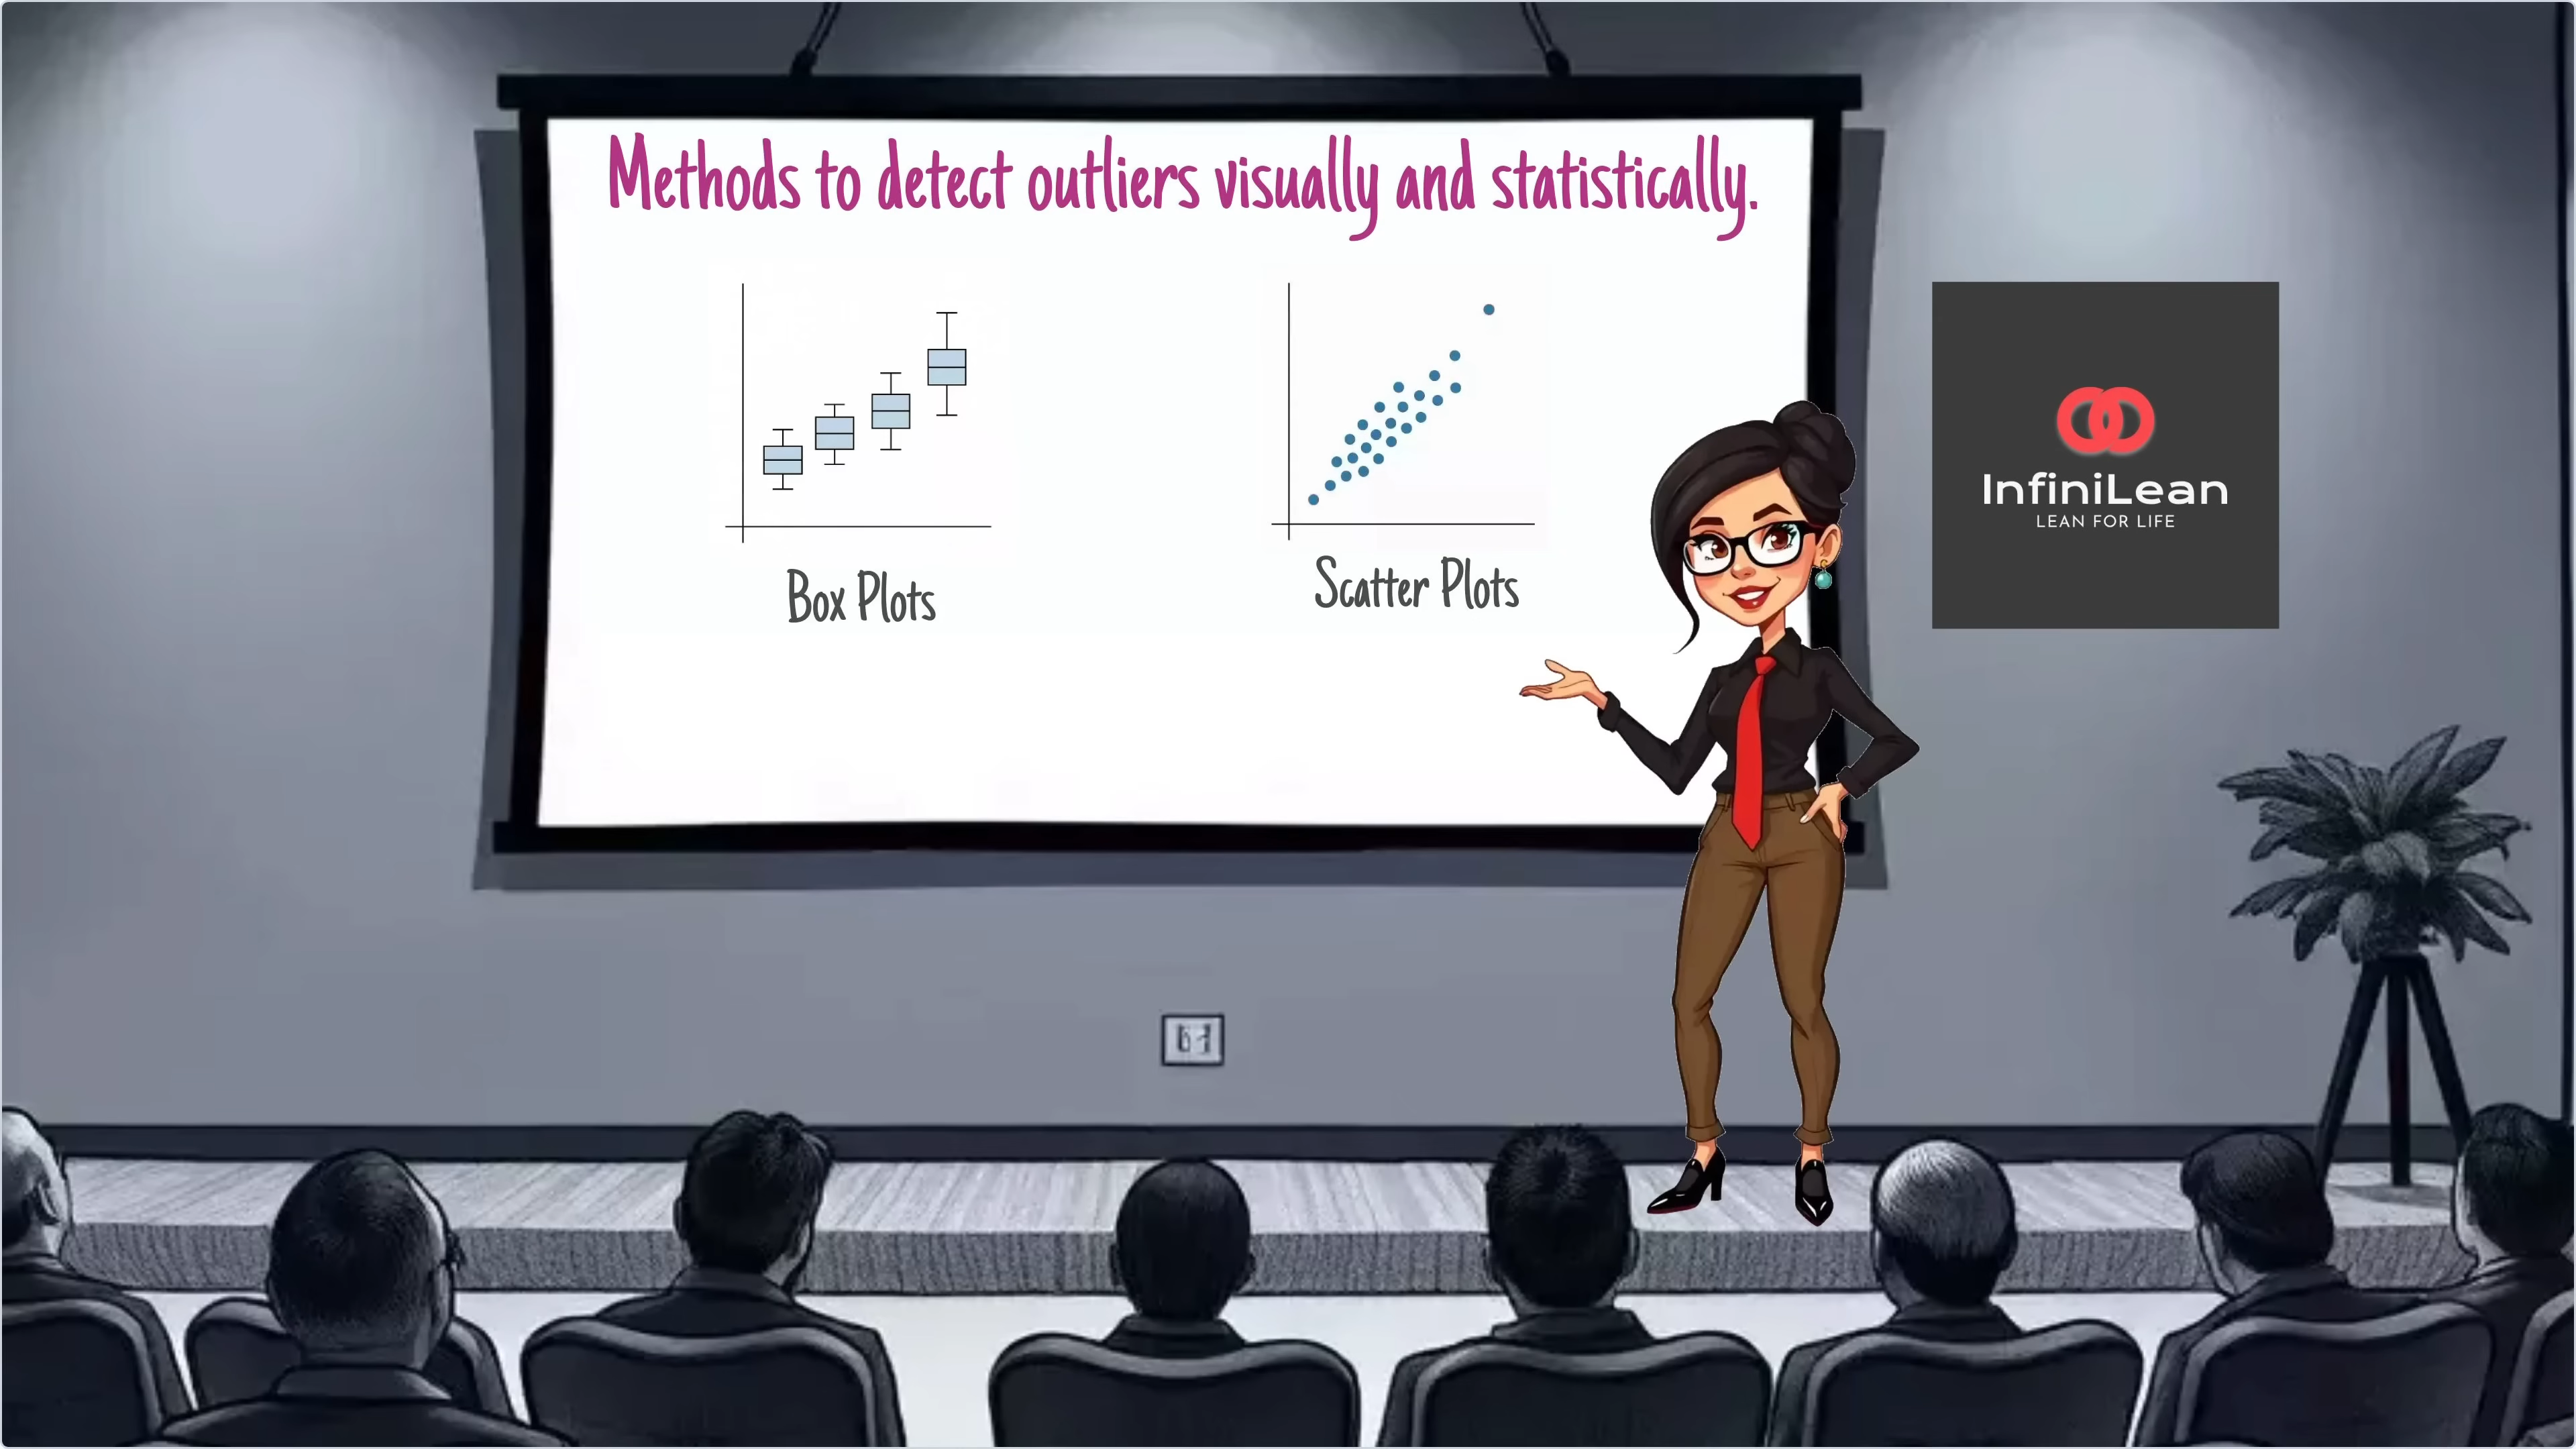 Methods to detect outliers visually and statistically.
Box Plots
Scatter Plots
InfiniLean
LEAN FOR LIFE